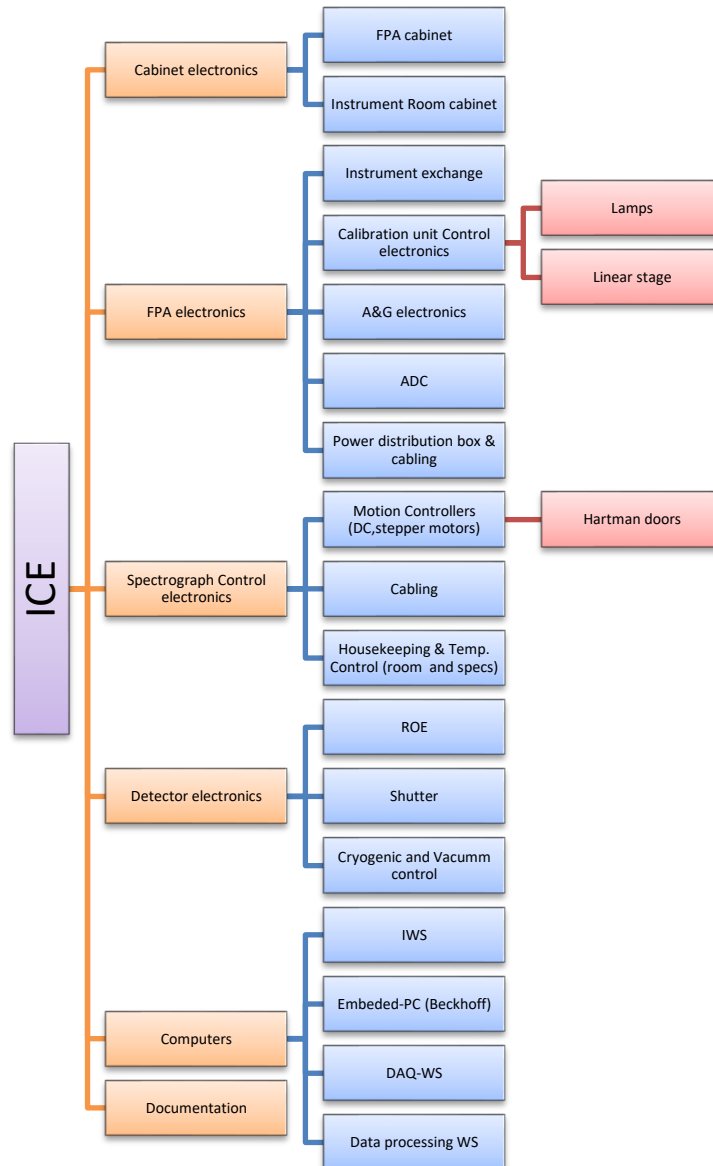 ICE
Cabinet electronics
FPA cabinet
Instrument Room cabinet
FPA electronics
Instrument exchange
Calibration unit Control
electronics
Lamps
Linear stage
A&G electronics
ADC
Power distribution box &
cabling
Spectrograph Control
electronics
Motion Controllers
(DC,stepper motors)
Hartman doors
Cabling
Housekeeping & Temp.
Control (room  and specs)
Detector electronics
ROE
Shutter
Cryogenic and Vacumm
control
Computers
IWS
Embeded-PC (Beckhoff)
DAQ-WS
Data processing WS
Documentation